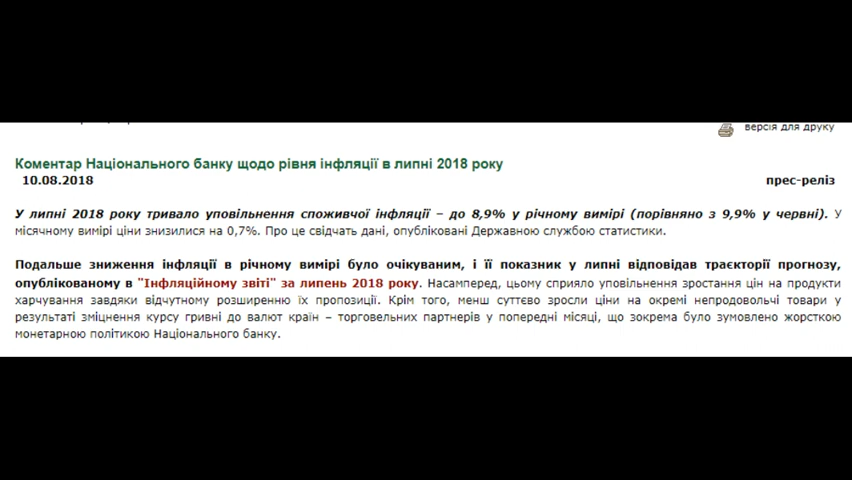 версія для друку
Коментар Національного банку щодо рівня інфляції в липні 2018 року
10.08.2018 прес-реліз
У липні 2018 року тривало уповільнення споживчої інфляції – до 8,9% у річному вимірі (порівняно з 9,9% у червні). У
місячному вимірі ціни знизилися на 0,7%. Про це свідчать дані, опубліковані Державною службою статистики.
Подальше зниження інфляції в річному вимірі було очікуваним, і її показник у липні відповідав траєкторії прогнозу,
опублікованому в "Інфляційному звіті" за липень 2018 року. Насамперед, цьому сприяло уповільнення зростання цін на продукти
харчування завдяки відчутному розширенню їх пропозиції. Крім того, менш суттєво зросли ціни на окремі непродовольчі товари у
результаті зміцнення курсу гривні до валют країн – торговельних партнерів у попередні місяці, що зокрема було зумовлено жорсткою
монетарною політикою Національного банку.